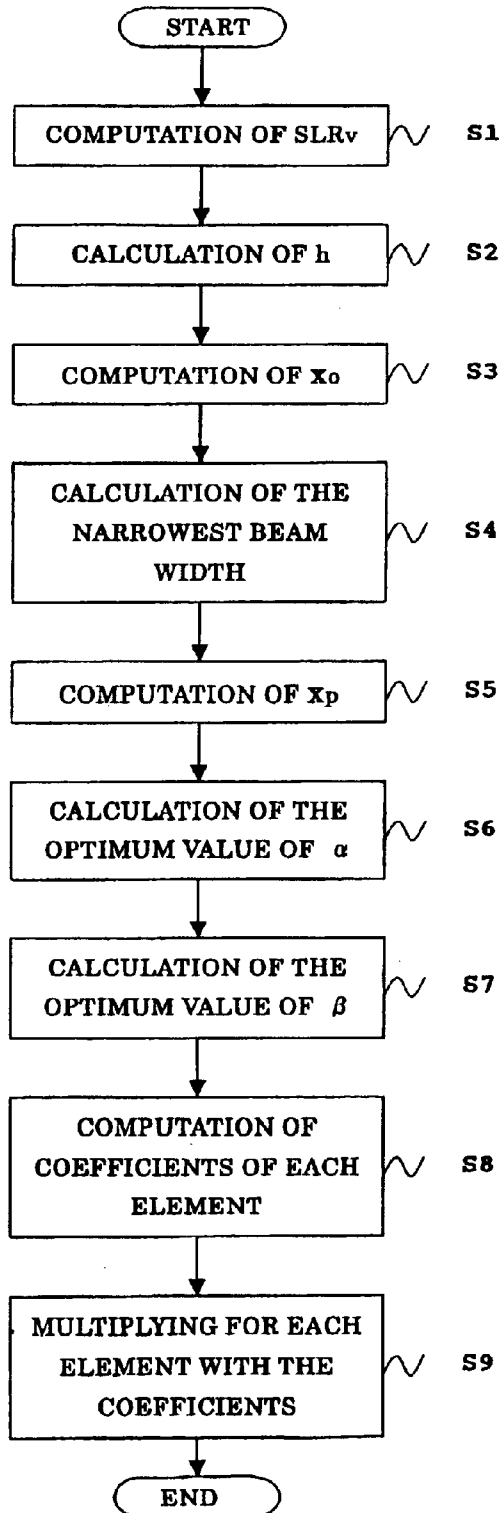 START
COMPUTATION OF SLRv
S1
CALCULATION OF h
S2
COMPUTATION OF Xo
S3
CALCULATION OF THE
NARROWEST BEAM
WIDTH
S4
COMPUTATION OF Xp
S5
CALCULATION OF THE
OPTIMUM VALUE OF α
S6
CALCULATION OF THE
OPTIMUM VALUE OF β
S7
COMPUTATION OF
COEFFICIENTS OF EACH
ELEMENT
S8
MULTIPLYING FOR EACH
ELEMENT WITH THE
COEFFICIENTS
S9
END